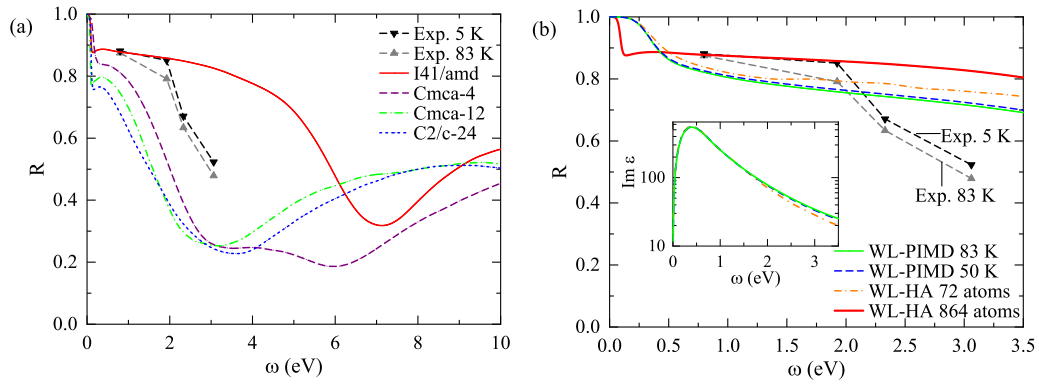 (a)
R
1.0
0.8
0.6
0.4
0.2
0.0
0
2
4
6
8
10
ω (eV)
Exp. 5 K
Exp. 83 K
I41/amd
Cmca-4
Cmca-12
C2/c-24
(b)
R
1.0
0.8
0.6
0.4
0.2
0.0
0.0
0.5
1.0
1.5
2.0
2.5
3.0
3.5
ω (eV)
Exp. 5 K
Exp. 83 K
Im ε
100
10
0
1
2
3
ω (eV)
WL-PIMD 83 K
WL-PIMD 50 K
WL-HA 72 atoms
WL-HA 864 atoms